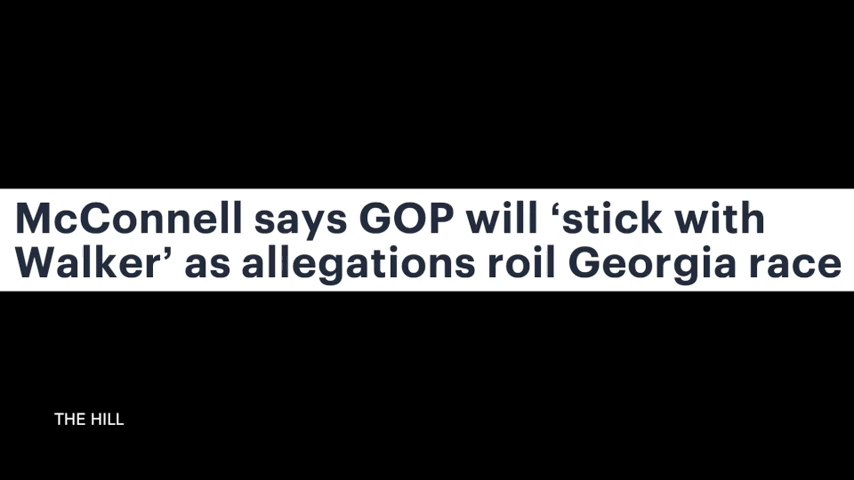 McConnell says GOP will ‘stick with
Walker’ as allegations roil Georgia race
THE HILL